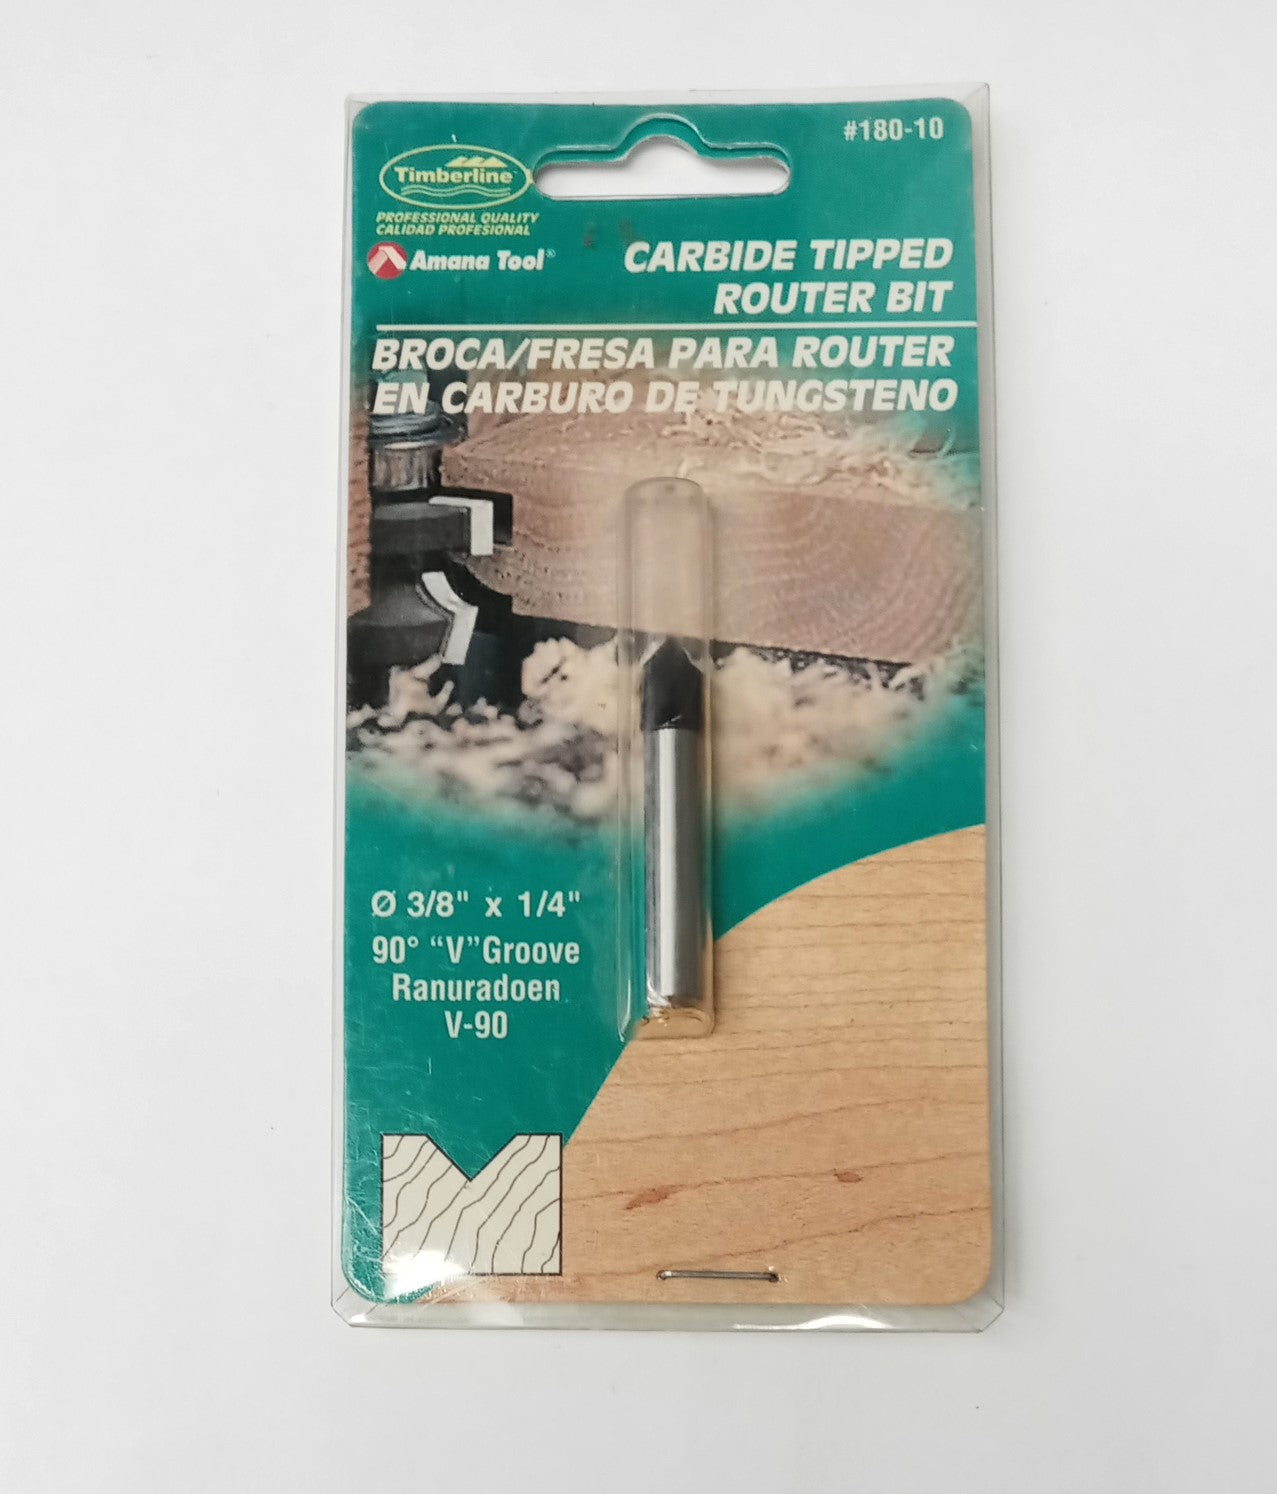 #180-10
Timberline
PROFESSIONAL QUALITY
CALIDAD PROFESIONAL
Amana Tool®
CARBIDE TIPPED
ROUTER BIT
BROCA/FRESA PARA ROUTER
EN CARBURO DE TUNGSTENO
Ø 3/8" x 1/4"
90° “V” Groove
Ranuradoen
V-90